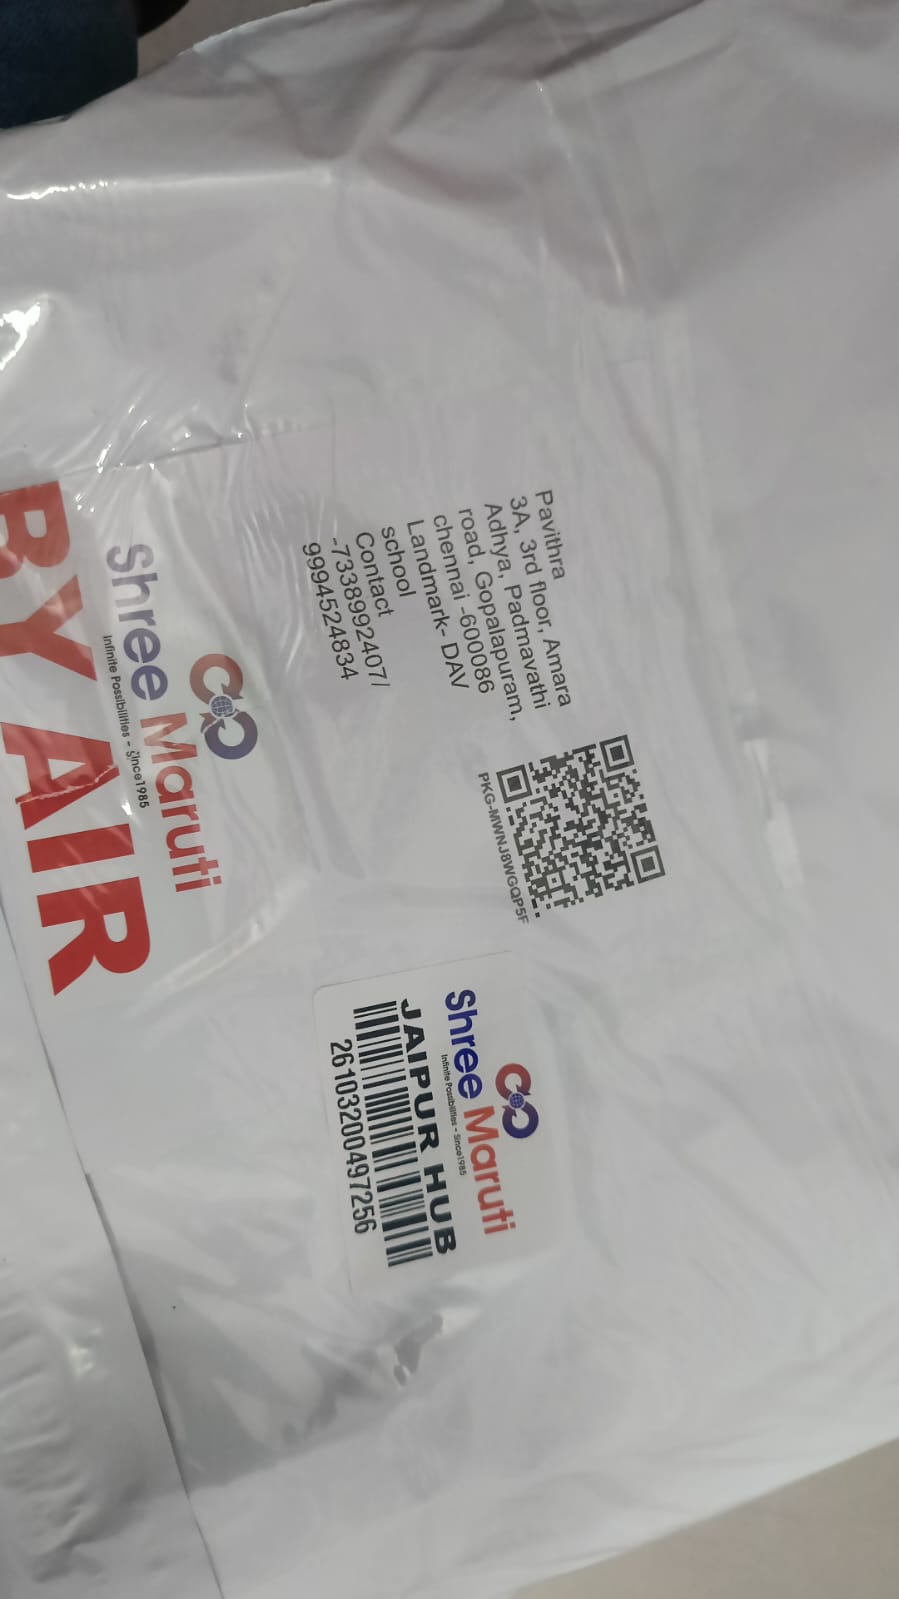 Pavithra
3A, 3rd floor, Amara
Adhya, Padmavathi
road, Gopalapuram,
chennai -600086
Landmark- DAV
school
Contact
-7338992407/
9994524834
PKG-MWNJ8WGQP5F
Shree Maruti
Infinite Possibilities - Since1985
BY AIR
Shree Maruti
Infinite Possibilities - Since1985
JAIPUR HUB
26103200497256